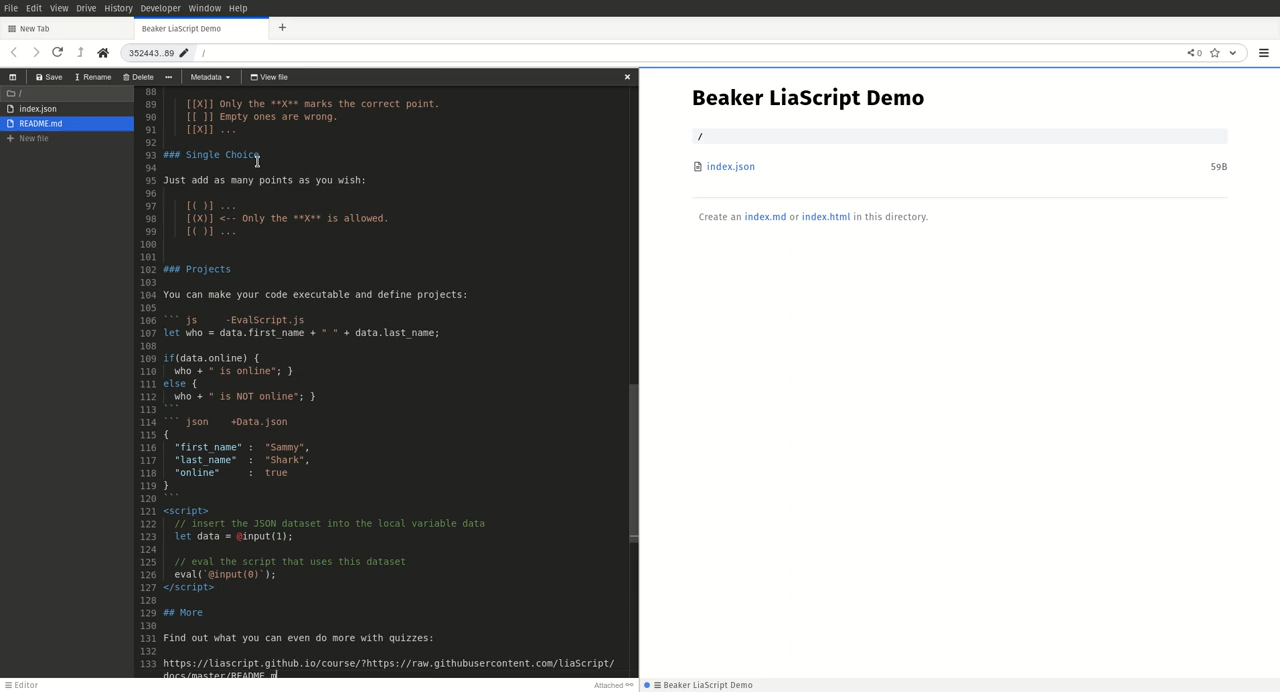 File Edit View Drive History Developer Window Help
New Tab
Beaker LiaScript Demo
352443..89 /
0
Save Rename Delete Metadata View file
/
index.json
README.md
New file
88
89 [[X]] Only the **X** marks the correct point.
90 [[ ]] Empty ones are wrong.
91 [[X]] ...
92
93 ### Single Choice
94
95 Just add as many points as you wish:
96
97 [( )] ...
98 [(X)] <-- Only the **X** is allowed.
99 [( )] ...
100
101
102 ### Projects
103
104 You can make your code executable and define projects:
105
106 ``` js -EvalScript.js
107 let who = data.first_name + " " + data.last_name;
108
109 if(data.online) {
110 who + " is online"; }
111 else {
112 who + " is NOT online"; }
113 ```
114 ``` json +Data.json
115 {
116 "first_name" : "Sammy",
117 "last_name" : "Shark",
118 "online" : true
119 }
120 ```
121 <script>
122 // insert the JSON dataset into the local variable data
123 let data = @input(1);
124
125 // eval the script that uses this dataset
126 eval(`@input(0)`);
127 </script>
128
129 ## More
130
131 Find out what you can even do more with quizzes:
132
133 https://liascript.github.io/course/?https://raw.githubusercontent.com/liaScript/
docs/master/README.m
Editor
Attached
Beaker LiaScript Demo
/
index.json 59B
Create an index.md or index.html in this directory.
Beaker LiaScript Demo